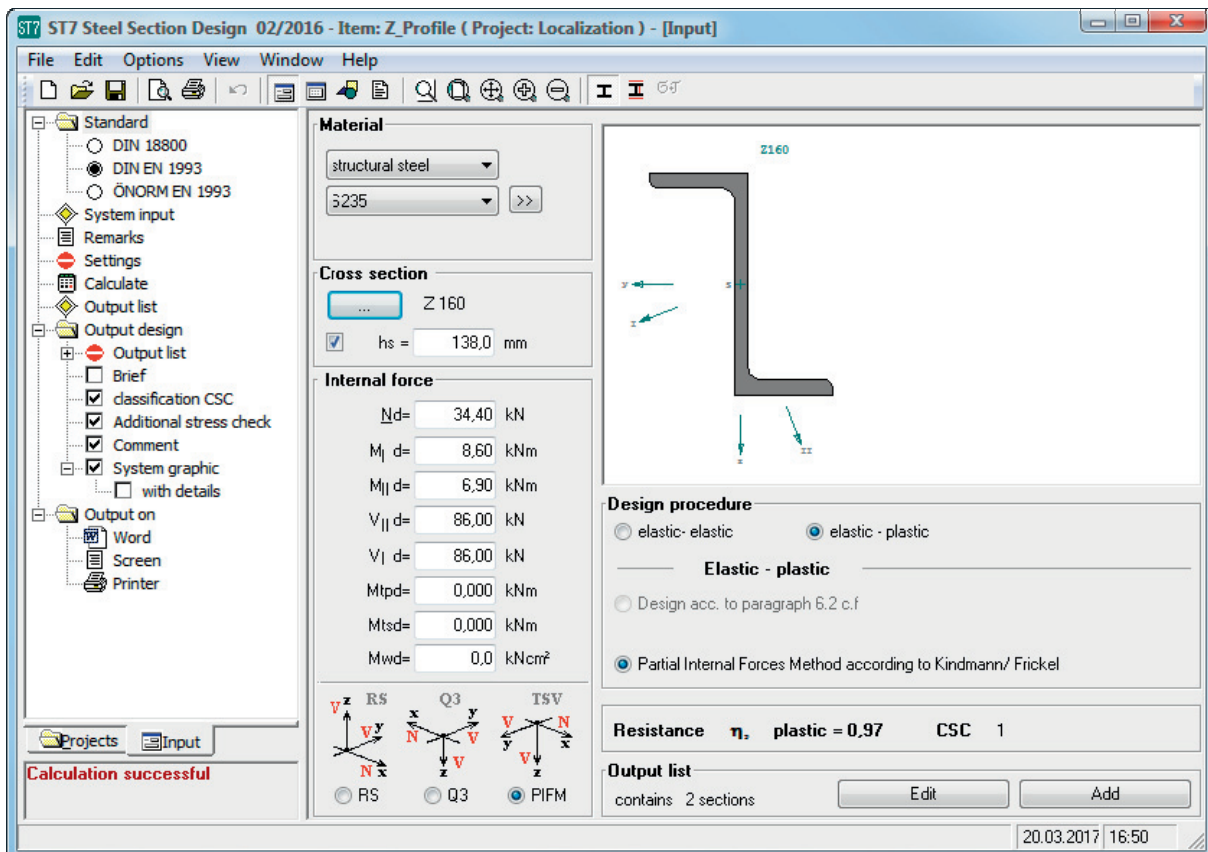 ST7 ST7 Steel Section Design 02/2016 - Item: Z_Profile ( Project: Localization ) - [Input]
File Edit Options View Window Help
Standard
DIN 18800
DIN EN 1993
ÖNORM EN 1993
System input
Remarks
Settings
Calculate
Output list
Output design
Output list
Brief
classification CSC
Additional stress check
Comment
System graphic
with details
Output on
Word
Screen
Printer
Projects Input
Calculation successful
Material
structural steel
S235 >>
Cross section
... Z 160
hs = 138,0 mm
Internal force
Nd= 34,40 kN
M| d= 8,60 kNm
M|| d= 6,90 kNm
V|| d= 86,00 kN
V| d= 86,00 kN
Mtpd= 0,000 kNm
Mtsd= 0,000 kNm
Mwd= 0,0 kNcm²
RS Q3 TSV
V z V y N x
x y N V V z
V N y x V z
RS Q3 PIFM
Z160
y s
I
z II
Design procedure
elastic- elastic elastic - plastic
Elastic - plastic
Design acc. to paragraph 6.2 c.f
Partial Internal Forces Method according to Kindmann/ Frickel
Resistance η, plastic = 0,97 CSC 1
Output list
contains 2 sections Edit Add
20.03.2017 16:50